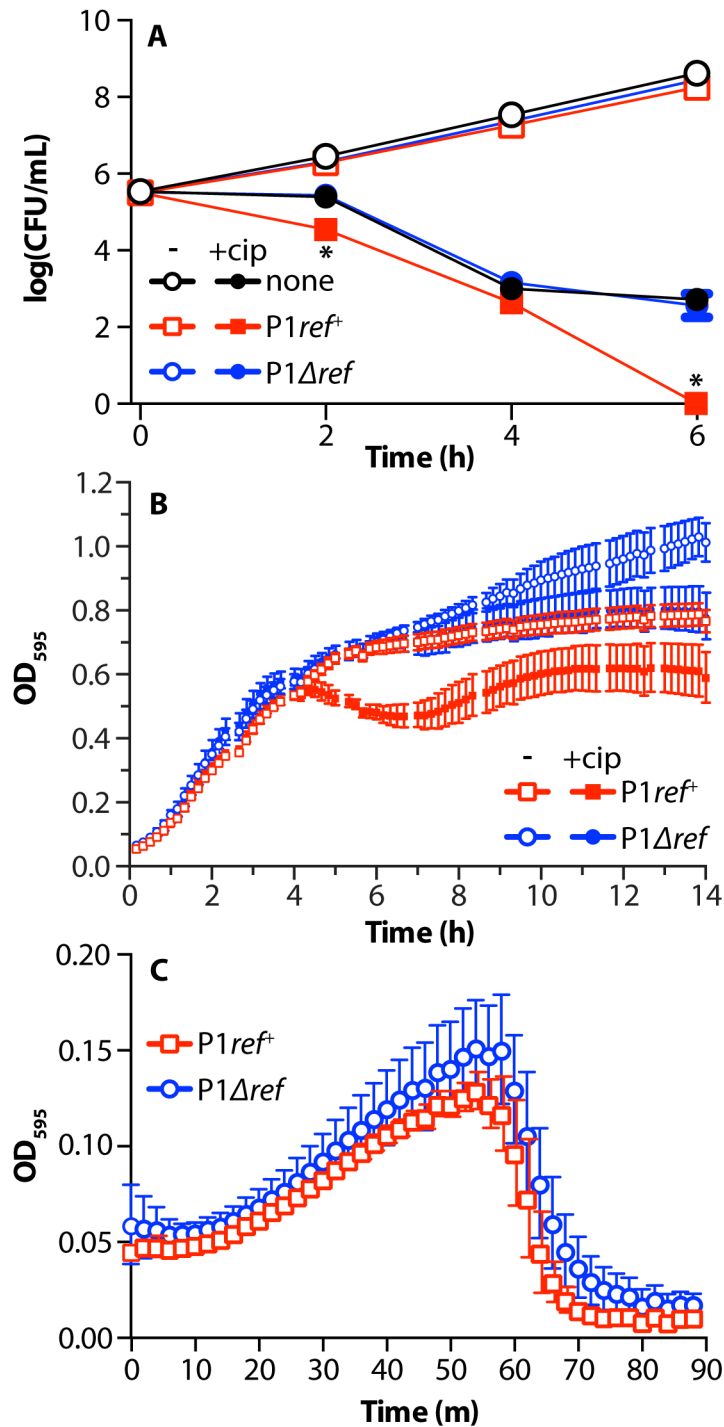 A
10
8
6
4
2
0
log(CFU/mL)
- +cip
none
P1ref+
P1Δref
*
*
0 2 4 6
Time (h)
B
1.2
1.0
0.8
0.6
0.4
0.2
0.0
OD595
- +cip
P1ref+
P1Δref
0 2 4 6 8 10 12 14
Time (h)
C
0.20
0.15
0.10
0.05
0.00
OD595
P1ref+
P1Δref
0 10 20 30 40 50 60 70 80 90
Time (m)